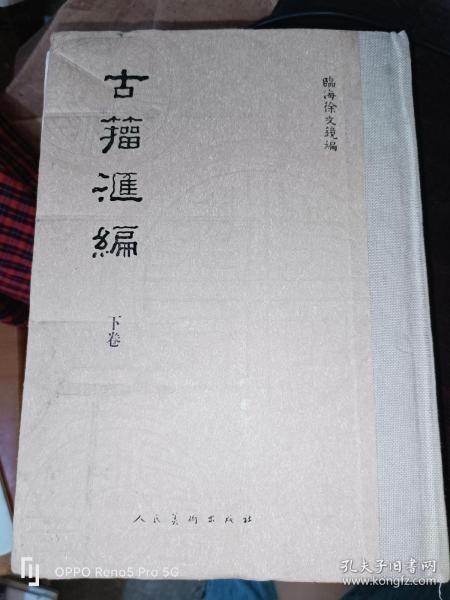 古籀滙編
下卷
臨海徐文鏡編
人民美術出版社
OPPO Reno5 Pro 5G
孔夫子旧书网
www.kongfz.com